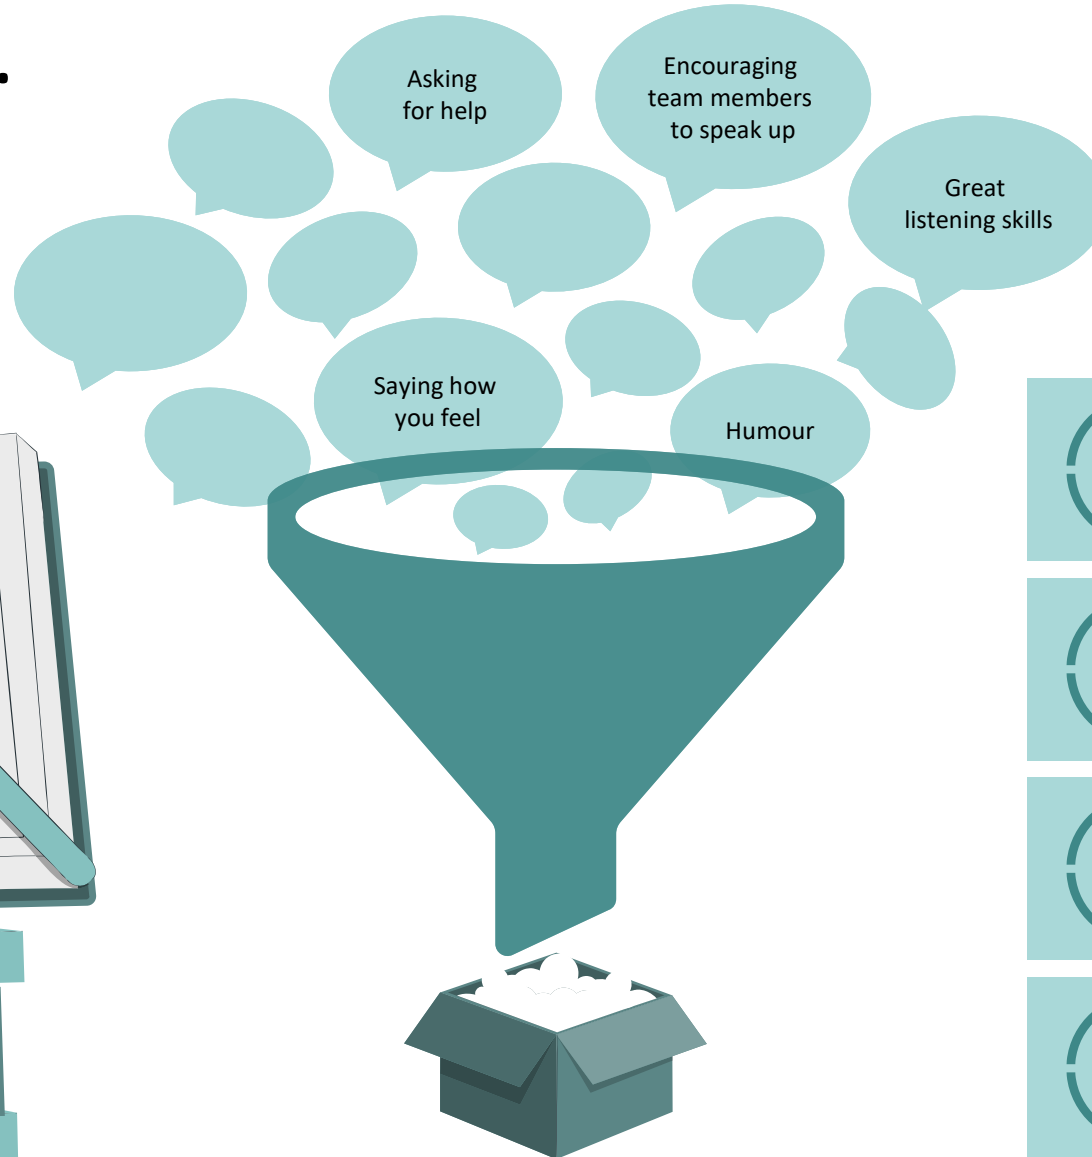 Asking
for help
Encouraging
team members
to speak up
Great
listening skills
Saying how
you feel
Humour